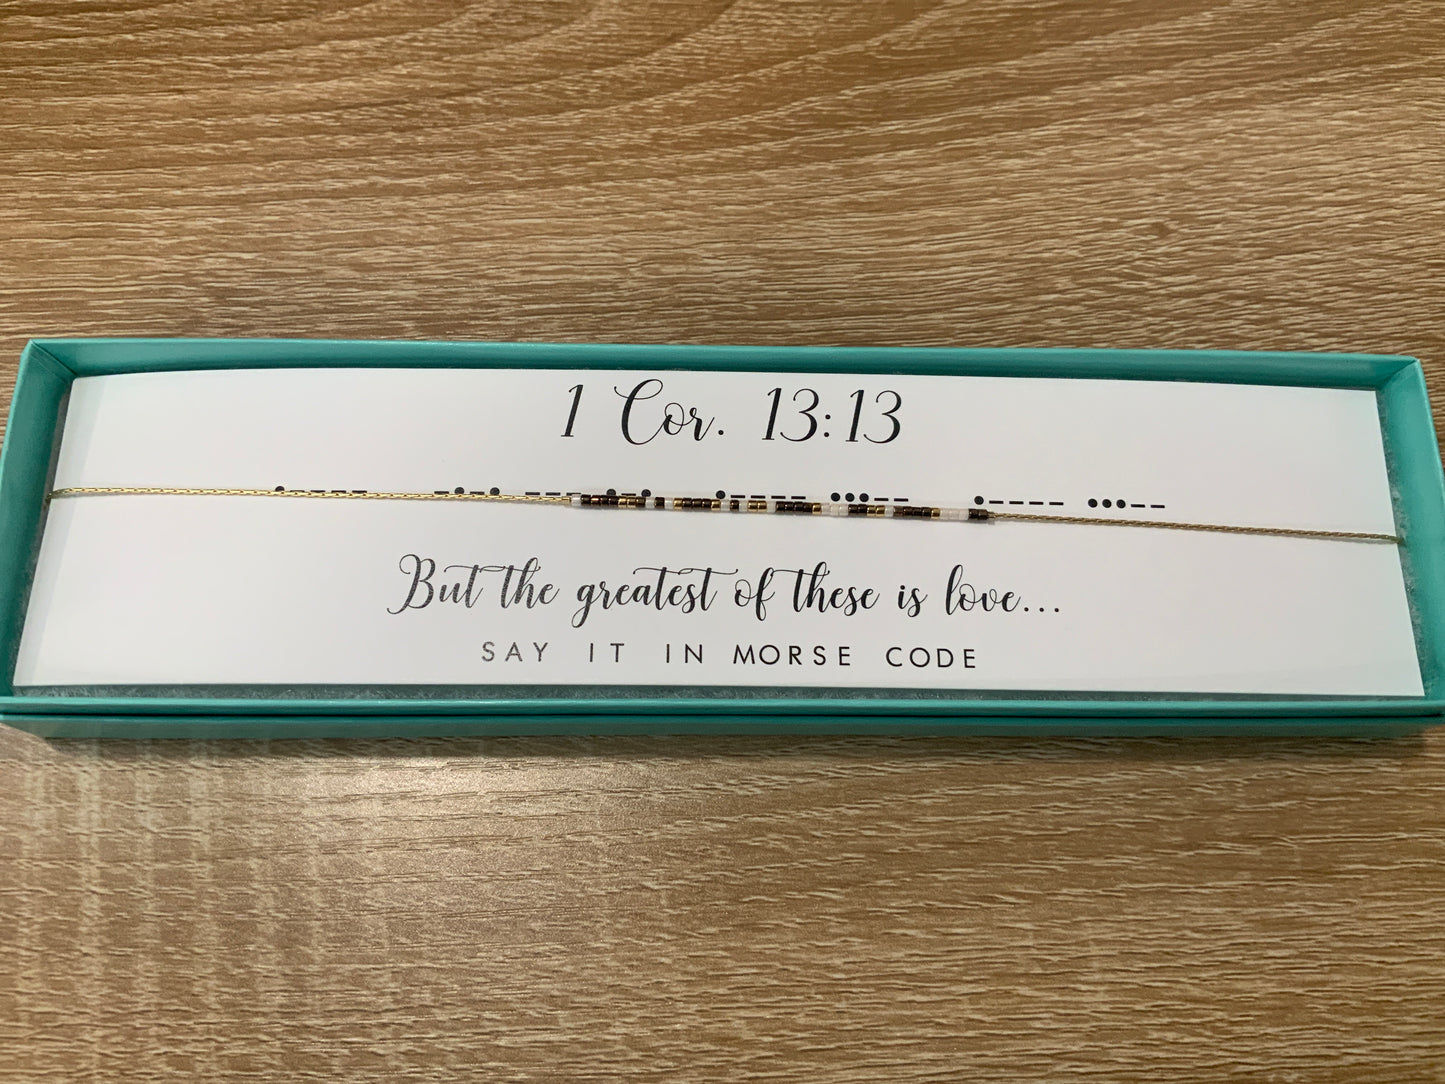 1 Cor. 13:13
•---- -•-• --- •-• •---- •••-- •---- •••--
But the greatest of these is love...
SAY IT IN MORSE CODE